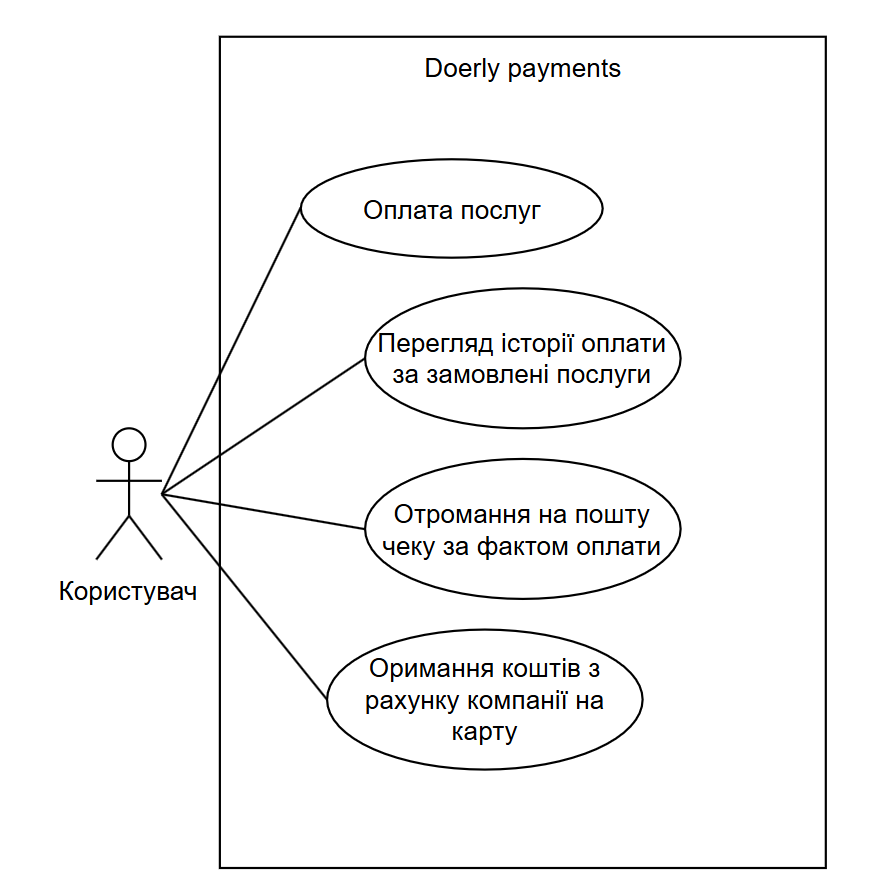 Doerly payments
Оплата послуг
Перегляд історії оплати
за замовлені послуги
Отромання на пошту
чеку за фактом оплати
Користувач
Оримання коштів з
рахунку компанії на
карту